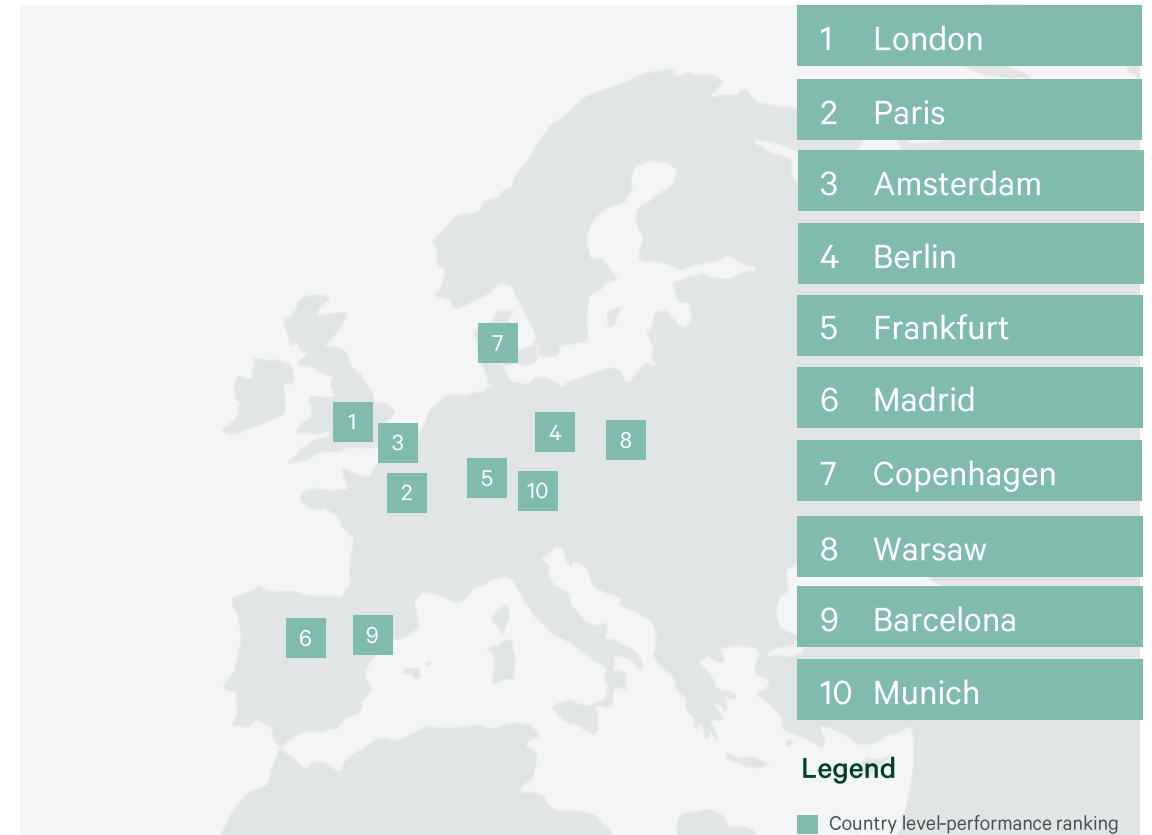 1 London
2 Paris
3 Amsterdam
4 Berlin
5 Frankfurt
6 Madrid
7 Copenhagen
8 Warsaw
9 Barcelona
10 Munich
Legend
Country level-performance ranking
7
1
3
4
8
2
5
10
6
9